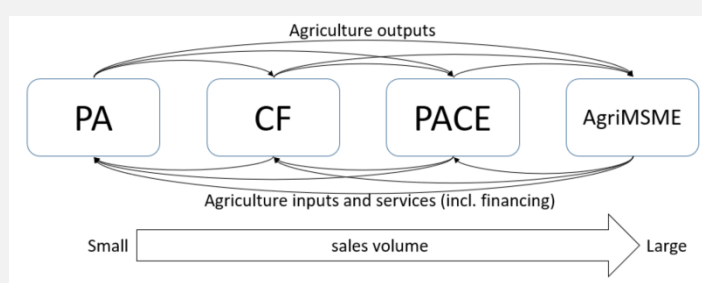 Agriculture outputs
PA
CF
PACE
AgriMSME
Agriculture inputs and services (incl. financing)
Small
sales volume
Large